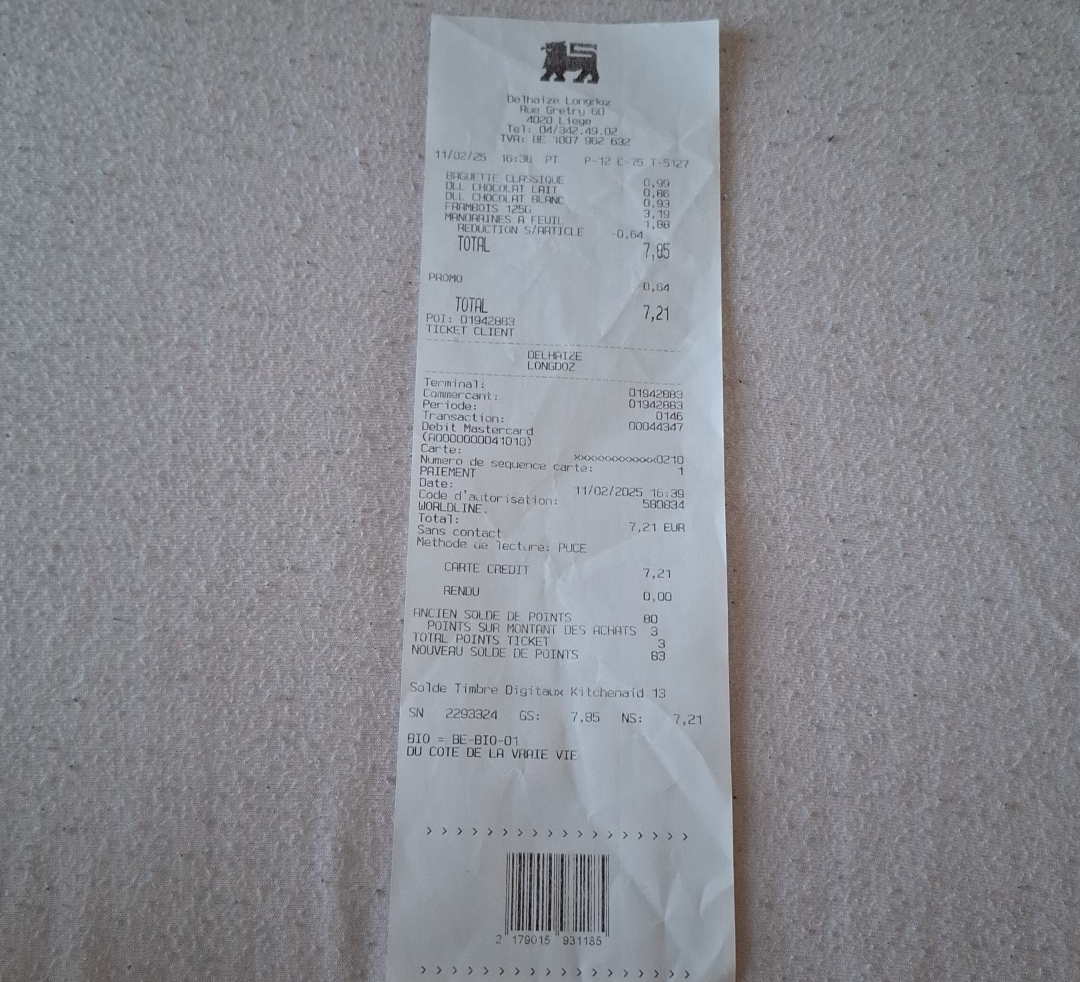 Delhaize Longdoz
Rue Gretry 60
4020 Liege
Tel: 04/342.49.02
TVA: BE 1007 962 632
11/02/25 16:38 PT P-12 C-75 T-5127
BAGUETTE CLASSIQUE 0,99
DLL CHOCOLAT LAIT 0,86
DLL CHOCOLAT BLANC 0,93
FRAMBOIS 125G 3,19
MANDARINES A FEUIL 1,88
REDUCTION S/ARTICLE -0,64
TOTAL 7,85
PROMO -0,64
TOTAL 7,21
POI: 01942883
TICKET CLIENT
DELHAIZE
LONGDOZ
Terminal: 01942883
Commercant: 01942883
Periode: 0146
Transaction: 00044347
Debit Mastercard
(A0000000041010)
Carte: xxxxxxxxxxxx0210
Numero de sequence carte: 1
PAIEMENT
Date: 11/02/2025 16:39
Code d'autorisation: 580834
WORLDLINE.
Total: 7,21 EUR
Sans contact
Methode de lecture: PUCE
CARTE CREDIT 7,21
RENDU 0,00
ANCIEN SOLDE DE POINTS 80
POINTS SUR MONTANT DES ACHATS 3
TOTAL POINTS TICKET 3
NOUVEAU SOLDE DE POINTS 83
Solde Timbre Digitaux Kitchenaid 13
SN 2293324 GS: 7,85 NS: 7,21
BIO = BE-BIO-01
DU COTE DE LA VRAIE VIE
> > > > > > > > > > > > > > > > > >
2 179015 931185
> > > > > > > > > > > > > > > > > >